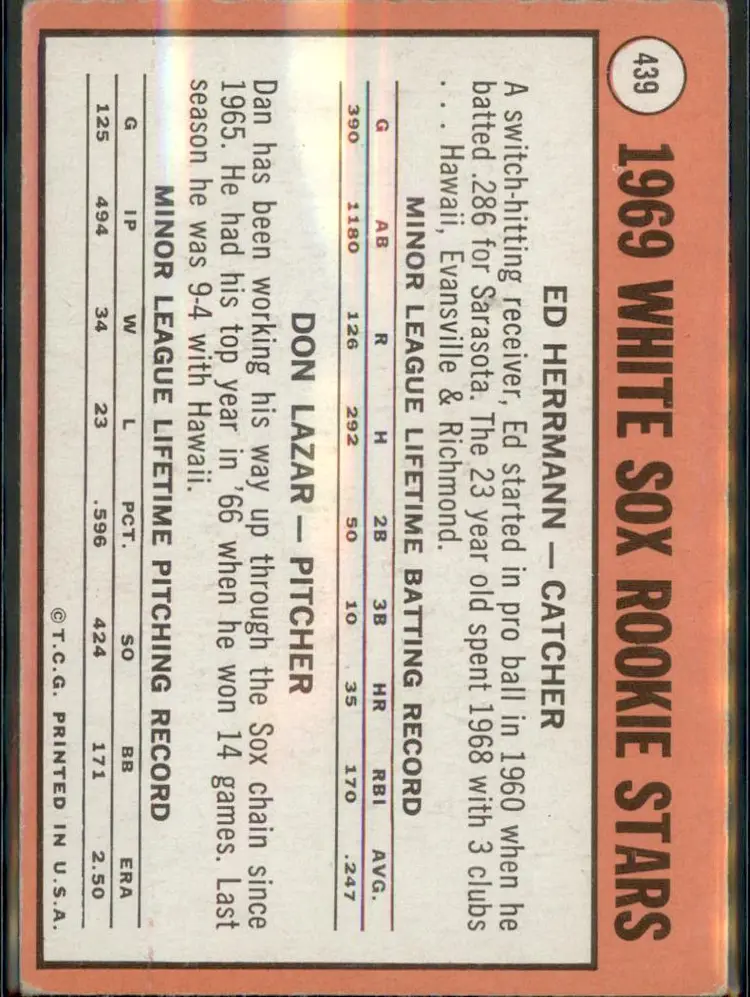 439
1969 WHITE SOX ROOKIE STARS
ED HERRMANN — CATCHER
A switch-hitting receiver, Ed started in pro ball in 1960 when he
batted .286 for Sarasota. The 23 year old spent 1968 with 3 clubs
. . . Hawaii, Evansville & Richmond.
MINOR LEAGUE LIFETIME BATTING RECORD
G AB R H 2B 3B HR RBI AVG.
390 1180 126 292 50 10 35 170 .247
DON LAZAR — PITCHER
Dan has been working his way up through the Sox chain since
1965. He had his top year in '66 when he won 14 games. Last
season he was 9-4 with Hawaii.
MINOR LEAGUE LIFETIME PITCHING RECORD
G IP W L PCT. SO BB ERA
125 494 34 23 .596 424 171 2.50
© T.C.G. PRINTED IN U.S.A.